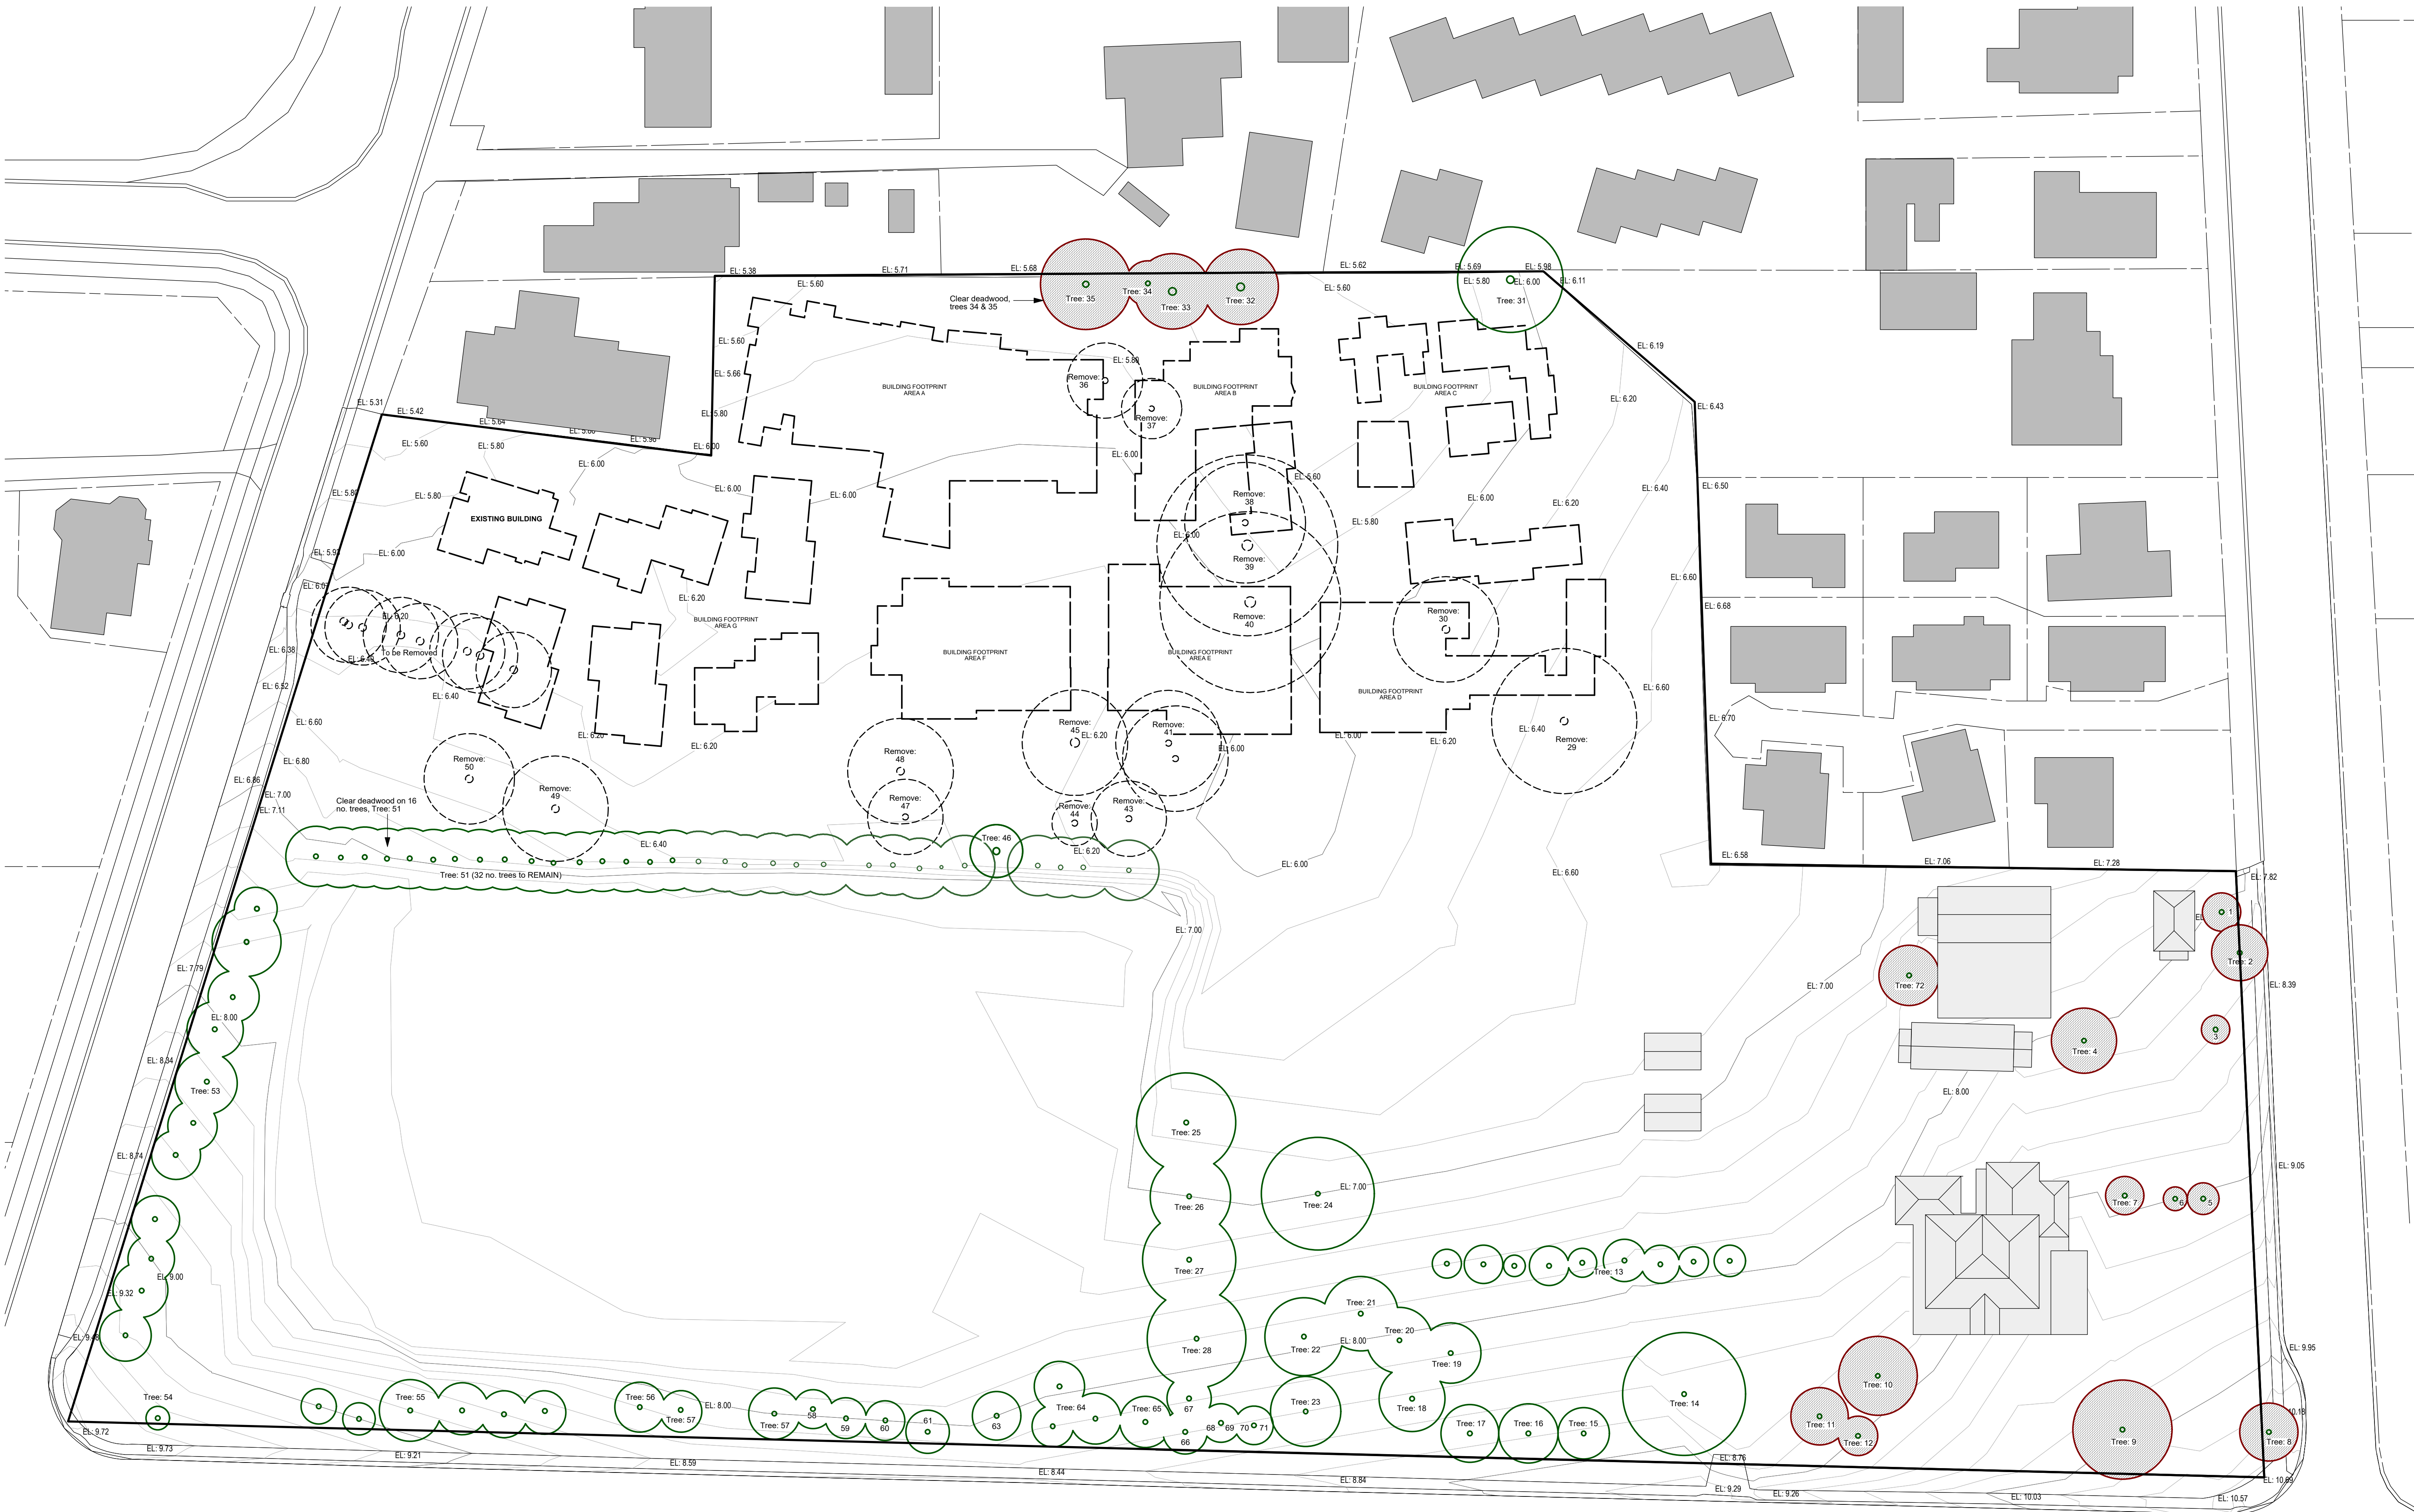 EL: 5.38
EL: 5.71
EL: 5.68
EL: 5.62
EL: 5.69
EL: 5.98
EL: 5.60
EL: 5.60
EL: 5.80
EL: 6.00
EL: 6.11
Clear deadwood,
trees 34 & 35
Tree: 35
Tree: 34
Tree: 33
Tree: 32
Tree: 31
EL: 5.60
EL: 5.66
EL: 5.80
EL: 6.19
BUILDING FOOTPRINT
AREA A
Remove:
36
Remove:
37
BUILDING FOOTPRINT
AREA B
BUILDING FOOTPRINT
AREA C
EL: 5.80
EL: 6.20
EL: 6.43
EL: 5.31
EL: 5.42
EL: 5.64
EL: 5.60
EL: 5.80
EL: 6.00
EL: 6.00
EL: 6.00
EL: 6.00
EL: 6.00
EL: 5.60
EL: 5.80
EL: 6.00
EL: 6.00
EL: 6.20
EL: 6.40
EL: 6.50
EL: 5.80
EL: 5.80
EXISTING BUILDING
EL: 6.00
Remove:
38
Remove:
39
Remove:
40
EL: 6.60
EL: 6.68
EL: 6.20
EL: 6.20
To be Removed
EL: 6.38
EL: 6.52
EL: 6.40
BUILDING FOOTPRINT
AREA G
BUILDING FOOTPRINT
AREA F
BUILDING FOOTPRINT
AREA E
Remove:
30
BUILDING FOOTPRINT
AREA D
EL: 6.60
EL: 6.70
EL: 6.60
EL: 6.20
EL: 6.20
Remove:
45
EL: 6.20
Remove:
41
EL: 6.00
EL: 6.00
EL: 6.20
EL: 6.40
Remove:
29
EL: 6.80
EL: 6.86
EL: 7.00
EL: 7.11
Remove:
50
Remove:
49
Remove:
48
Remove:
47
Remove:
44
Remove:
43
Clear deadwood on 16
no. trees, Tree: 51
EL: 6.40
Tree: 46
EL: 6.20
EL: 6.00
Tree: 51 (32 no. trees to REMAIN)
EL: 6.60
EL: 6.58
EL: 7.06
EL: 7.28
EL: 7.82
EL: 7.00
1
Tree: 2
Tree: 72
EL: 7.79
EL: 8.00
EL: 7.00
EL: 8.39
3
Tree: 4
EL: 8.34
Tree: 53
EL: 8.00
EL: 8.74
Tree: 25
EL: 9.05
EL: 7.00
Tree: 24
Tree: 26
Tree: 7
6
5
Tree: 27
Tree: 13
EL: 9.00
EL: 9.32
EL: 9.48
Tree: 21
Tree: 20
EL: 8.00
Tree: 22
Tree: 28
Tree: 19
EL: 9.95
Tree: 10
Tree: 54
Tree: 55
Tree: 56
Tree: 57
EL: 8.00
Tree: 57
58
59
60
61
63
Tree: 64
Tree: 65
67
66
68
69
70
71
Tree: 23
Tree: 18
Tree: 14
Tree: 17
Tree: 16
Tree: 15
Tree: 11
Tree: 12
Tree: 9
Tree: 8
EL: 9.72
EL: 9.73
EL: 9.21
EL: 8.59
EL: 8.44
EL: 8.84
EL: 8.76
EL: 9.29
EL: 9.26
EL: 10.03
EL: 10.57
EL: 10.69